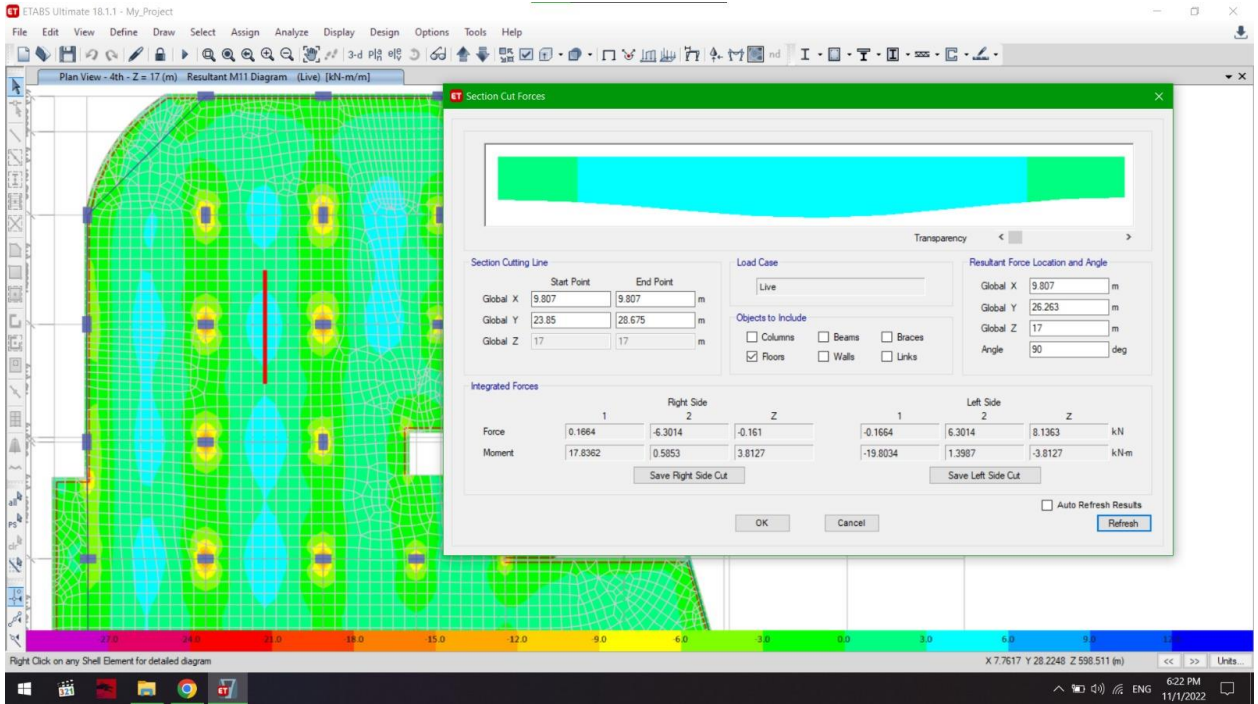 ETABS Ultimate 18.1.1 - My_Project
File Edit View Define Draw Select Assign Analyze Display Design Options Tools Help
3-d nd
Plan View - 4th - Z = 17 (m) Resultant M11 Diagram (Live) [kN-m/m]
Section Cut Forces
Transparency
Section Cutting Line
Start Point End Point
Global X 9.807 9.807 m
Global Y 23.85 28.675 m
Global Z 17 17 m
Load Case
Live
Objects to Include
Columns Beams Braces
Floors Walls Links
Resultant Force Location and Angle
Global X 9.807 m
Global Y 26.263 m
Global Z 17 m
Angle 90 deg
Integrated Forces
Right Side Left Side
1 2 Z 1 2 Z
Force 0.1664 -6.3014 -0.161 -0.1664 6.3014 8.1363 kN
Moment 17.8362 0.5853 3.8127 -19.8034 1.3987 -3.8127 kN-m
Save Right Side Cut Save Left Side Cut
Auto Refresh Results
OK Cancel Refresh
all
PS
clr
-27.0 -24.0 -21.0 -18.0 -15.0 -12.0 -9.0 -6.0 -3.0 0.0 3.0 6.0 9.0
Right Click on any Shell Element for detailed diagram X 7.7617 Y 28.2248 Z 598.511 (m) << >> Units...
321 ENG 6:22 PM
11/1/2022